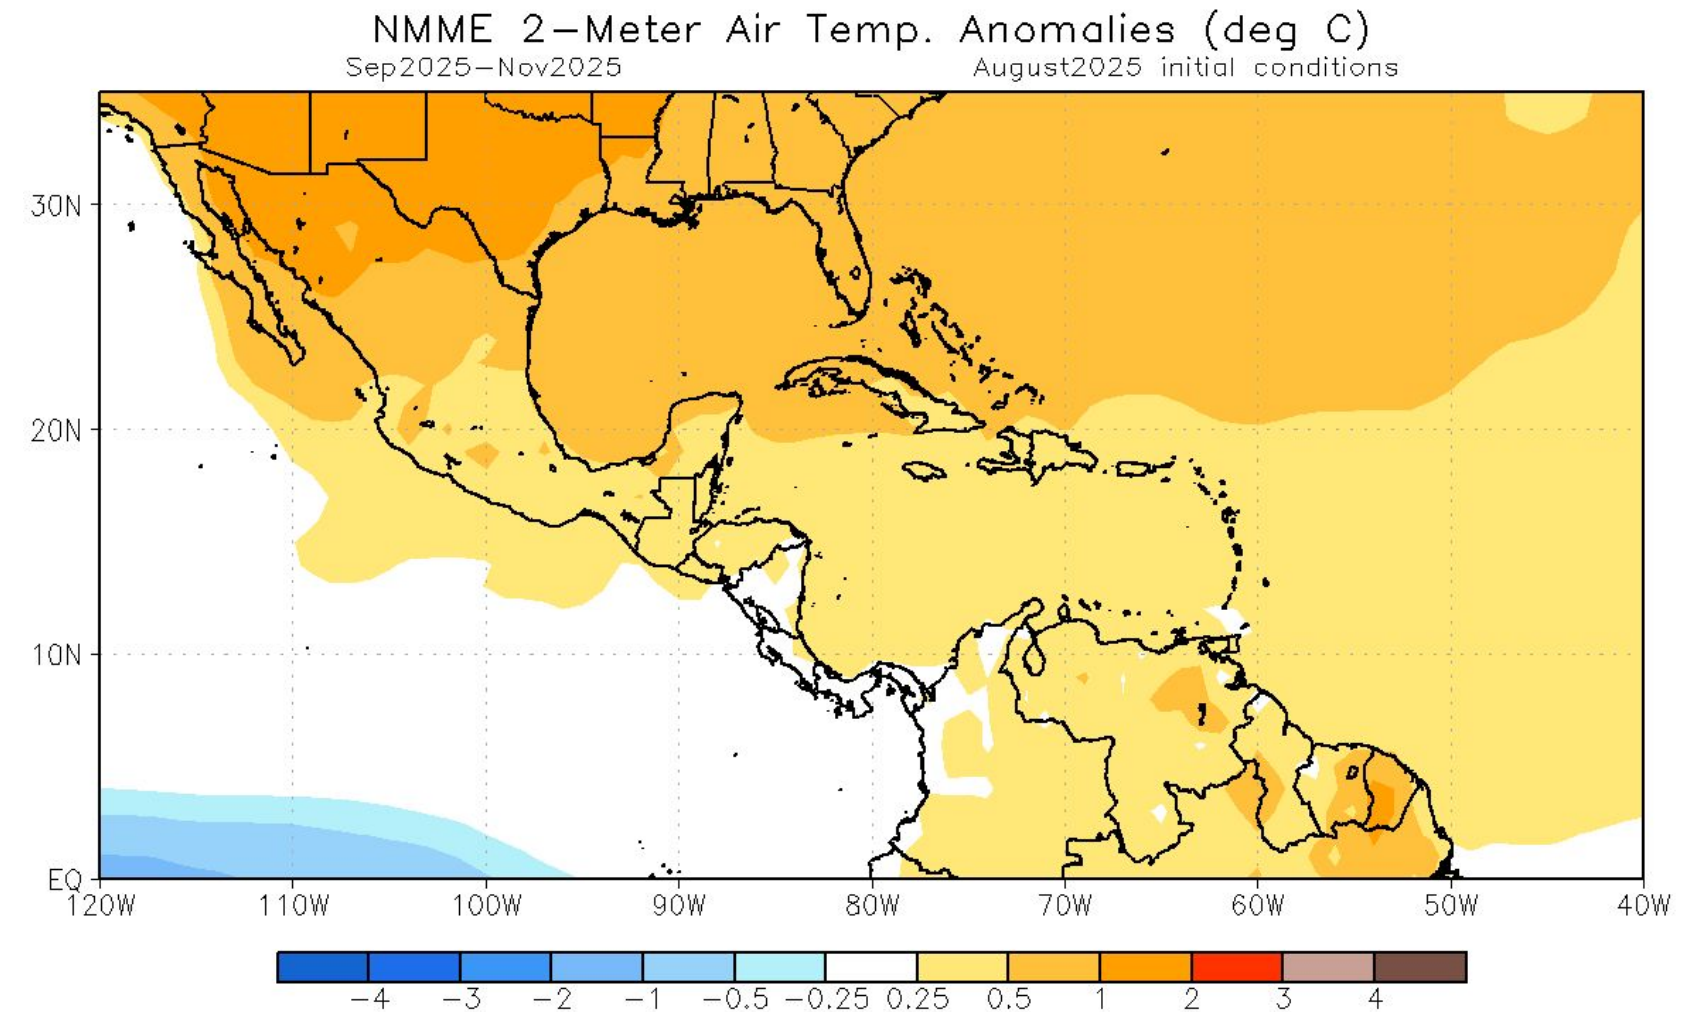 NMME 2-Meter Air Temp. Anomalies (deg C)
Sep2025-Nov2025 August2025 initial conditions
30N
20N
10N
EQ
120W 110W 100W 90W 80W 70W 60W 50W 40W
-4 -3 -2 -1 -0.5 -0.25 0.25 0.5 1 2 3 4